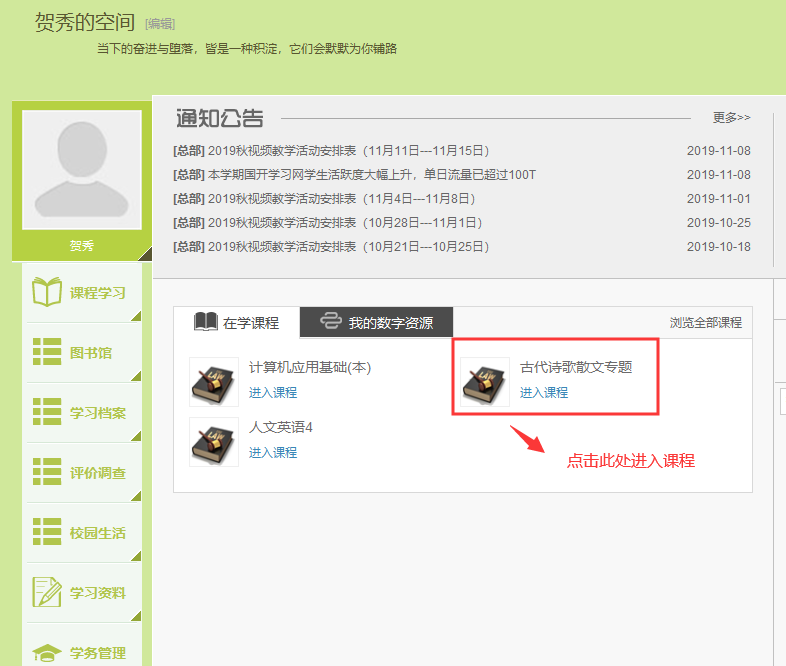 贺秀的空间 [编辑]
当下的奋进与堕落，皆是一种积淀，它们会默默为你铺路
贺秀
课程学习
图书馆
学习档案
评价调查
校园生活
学习资料
学务管理
通知公告 更多>>
[总部] 2019秋视频教学活动安排表（11月11日---11月15日） 2019-11-08
[总部] 本学期国开学习网学生活跃度大幅上升，单日流量已超过100T 2019-11-08
[总部] 2019秋视频教学活动安排表（11月4日---11月8日） 2019-11-01
[总部] 2019秋视频教学活动安排表（10月28日---11月1日） 2019-10-25
[总部] 2019秋视频教学活动安排表（10月21日---10月25日） 2019-10-18
在学课程 我的数字资源 浏览全部课程
计算机应用基础(本)
进入课程
古代诗歌散文专题
进入课程
人文英语4
进入课程
点击此处进入课程
LAW
LAW
LAW